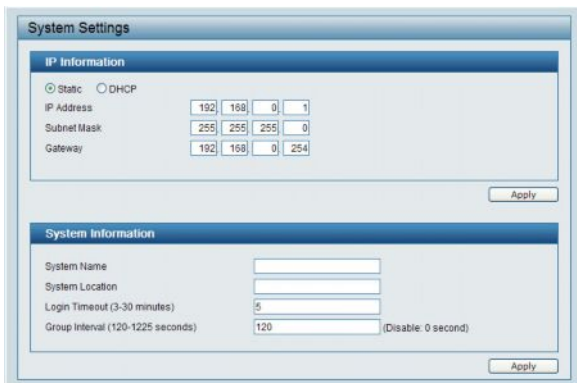 System Settings
IP Information
Static DHCP
IP Address 192. 168. 0. 1
Subnet Mask 255. 255. 255. 0
Gateway 192. 168. 0. 254
Apply
System Information
System Name
System Location
Login Timeout (3-30 minutes) 5
Group Interval (120-1225 seconds) 120 (Disable: 0 second)
Apply